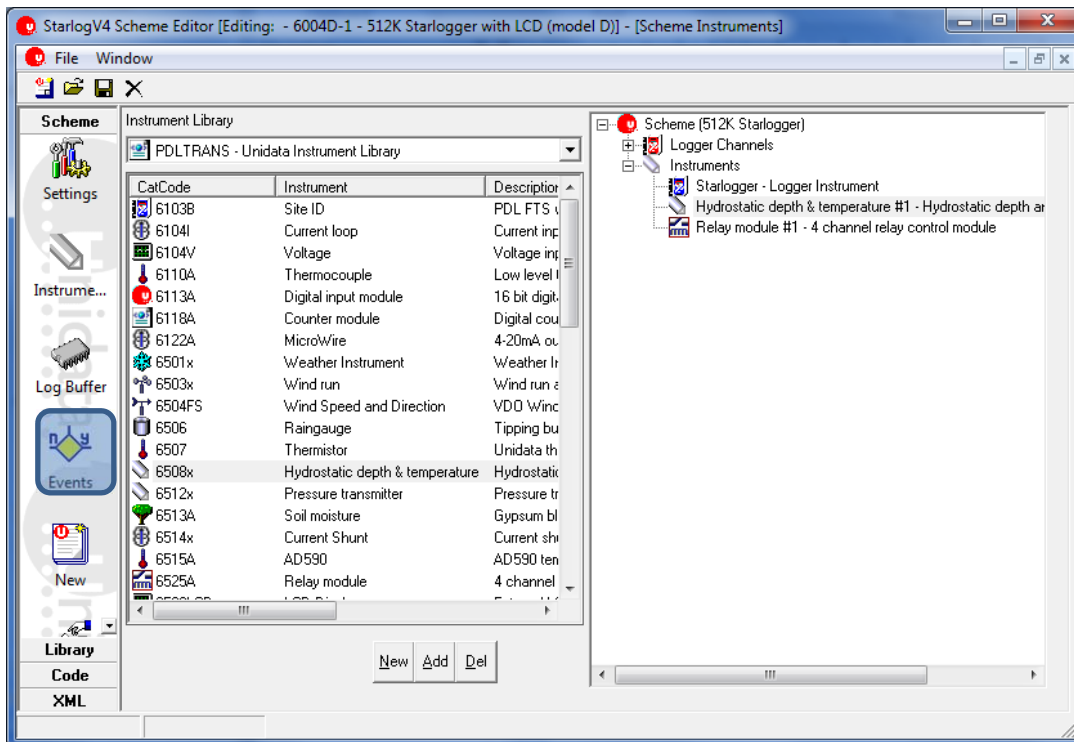 StarlogV4 Scheme Editor [Editing: - 6004D-1 - 512K Starlogger with LCD (model D)] - [Scheme Instruments]
File Window
Scheme
Settings
Instrume...
Log Buffer
Events
New
Library
Code
XML
Instrument Library
PDLTRANS - Unidata Instrument Library
CatCode Instrument Description
6103B Site ID PDL FTS
6104I Current loop Current inp
6104V Voltage Voltage inp
6110A Thermocouple Low level
6113A Digital input module 16 bit digit
6118A Counter module Digital cou
6122A MicroWire 4-20mA ou
6501x Weather Instrument Weather Ir
6503x Wind run Wind run a
6504FS Wind Speed and Direction VDO Winc
6506 Raingauge Tipping bu
6507 Thermistor Unidata th
6508x Hydrostatic depth & temperature Hydrostatic
6512x Pressure transmitter Pressure tr
6513A Soil moisture Gypsum bl
6514x Current Shunt Current shu
6515A AD590 AD590 ten
6525A Relay module 4 channel
New Add Del
Scheme (512K Starlogger)
Logger Channels
Instruments
Starlogger - Logger Instrument
Hydrostatic depth & temperature #1 - Hydrostatic depth ar
Relay module #1 - 4 channel relay control module